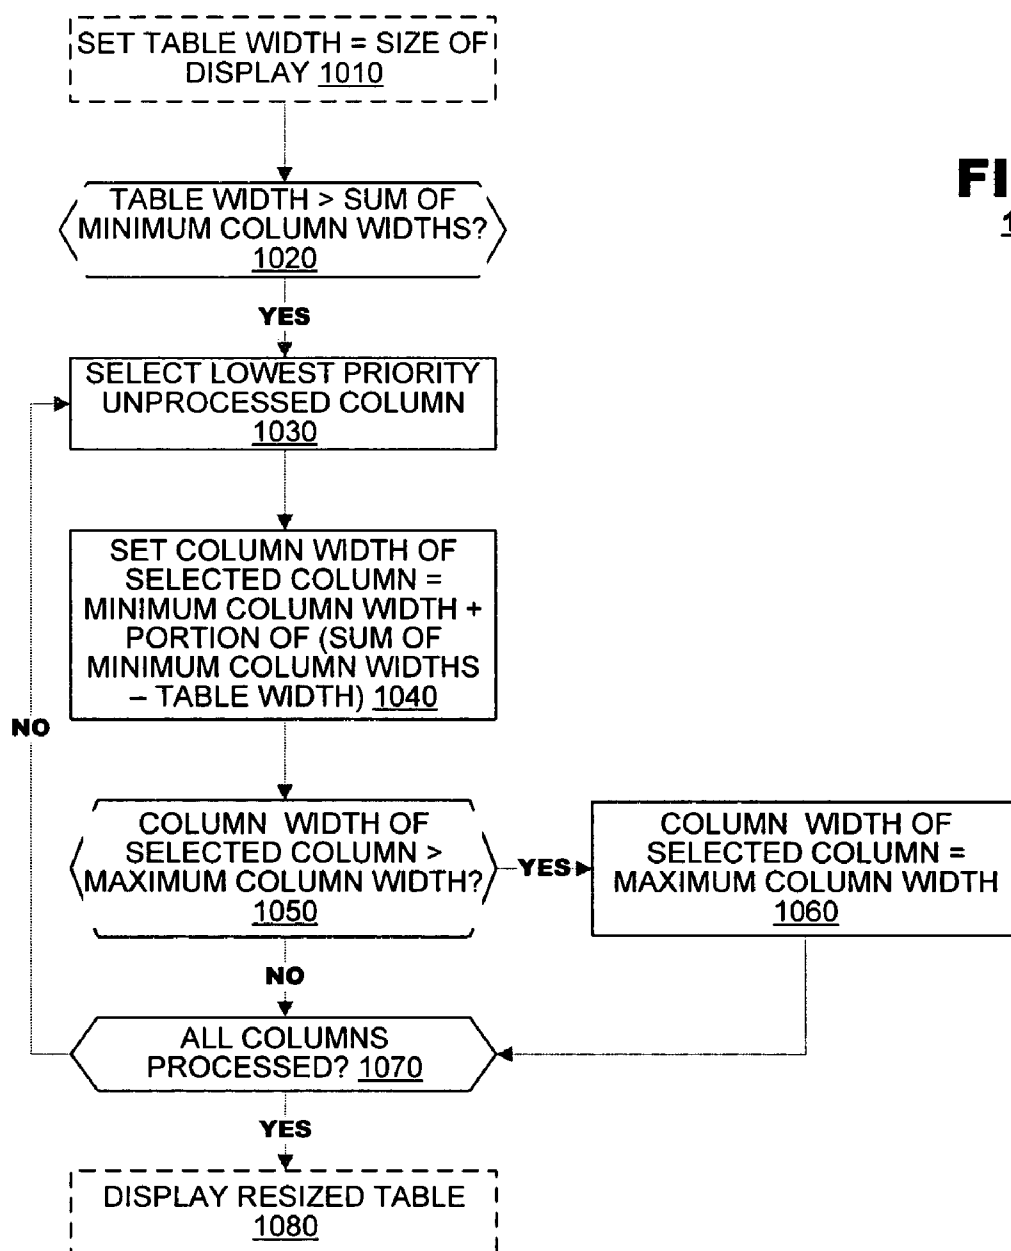 SET TABLE WIDTH = SIZE OF
DISPLAY 1010
FI
1
TABLE WIDTH > SUM OF
MINIMUM COLUMN WIDTHS?
1020
YES
SELECT LOWEST PRIORITY
UNPROCESSED COLUMN
1030
SET COLUMN WIDTH OF
SELECTED COLUMN =
MINIMUM COLUMN WIDTH +
PORTION OF (SUM OF
MINIMUM COLUMN WIDTHS
– TABLE WIDTH) 1040
NO
COLUMN WIDTH OF
SELECTED COLUMN >
MAXIMUM COLUMN WIDTH?
1050
YES
COLUMN WIDTH OF
SELECTED COLUMN =
MAXIMUM COLUMN WIDTH
1060
NO
ALL COLUMNS
PROCESSED? 1070
YES
DISPLAY RESIZED TABLE
1080